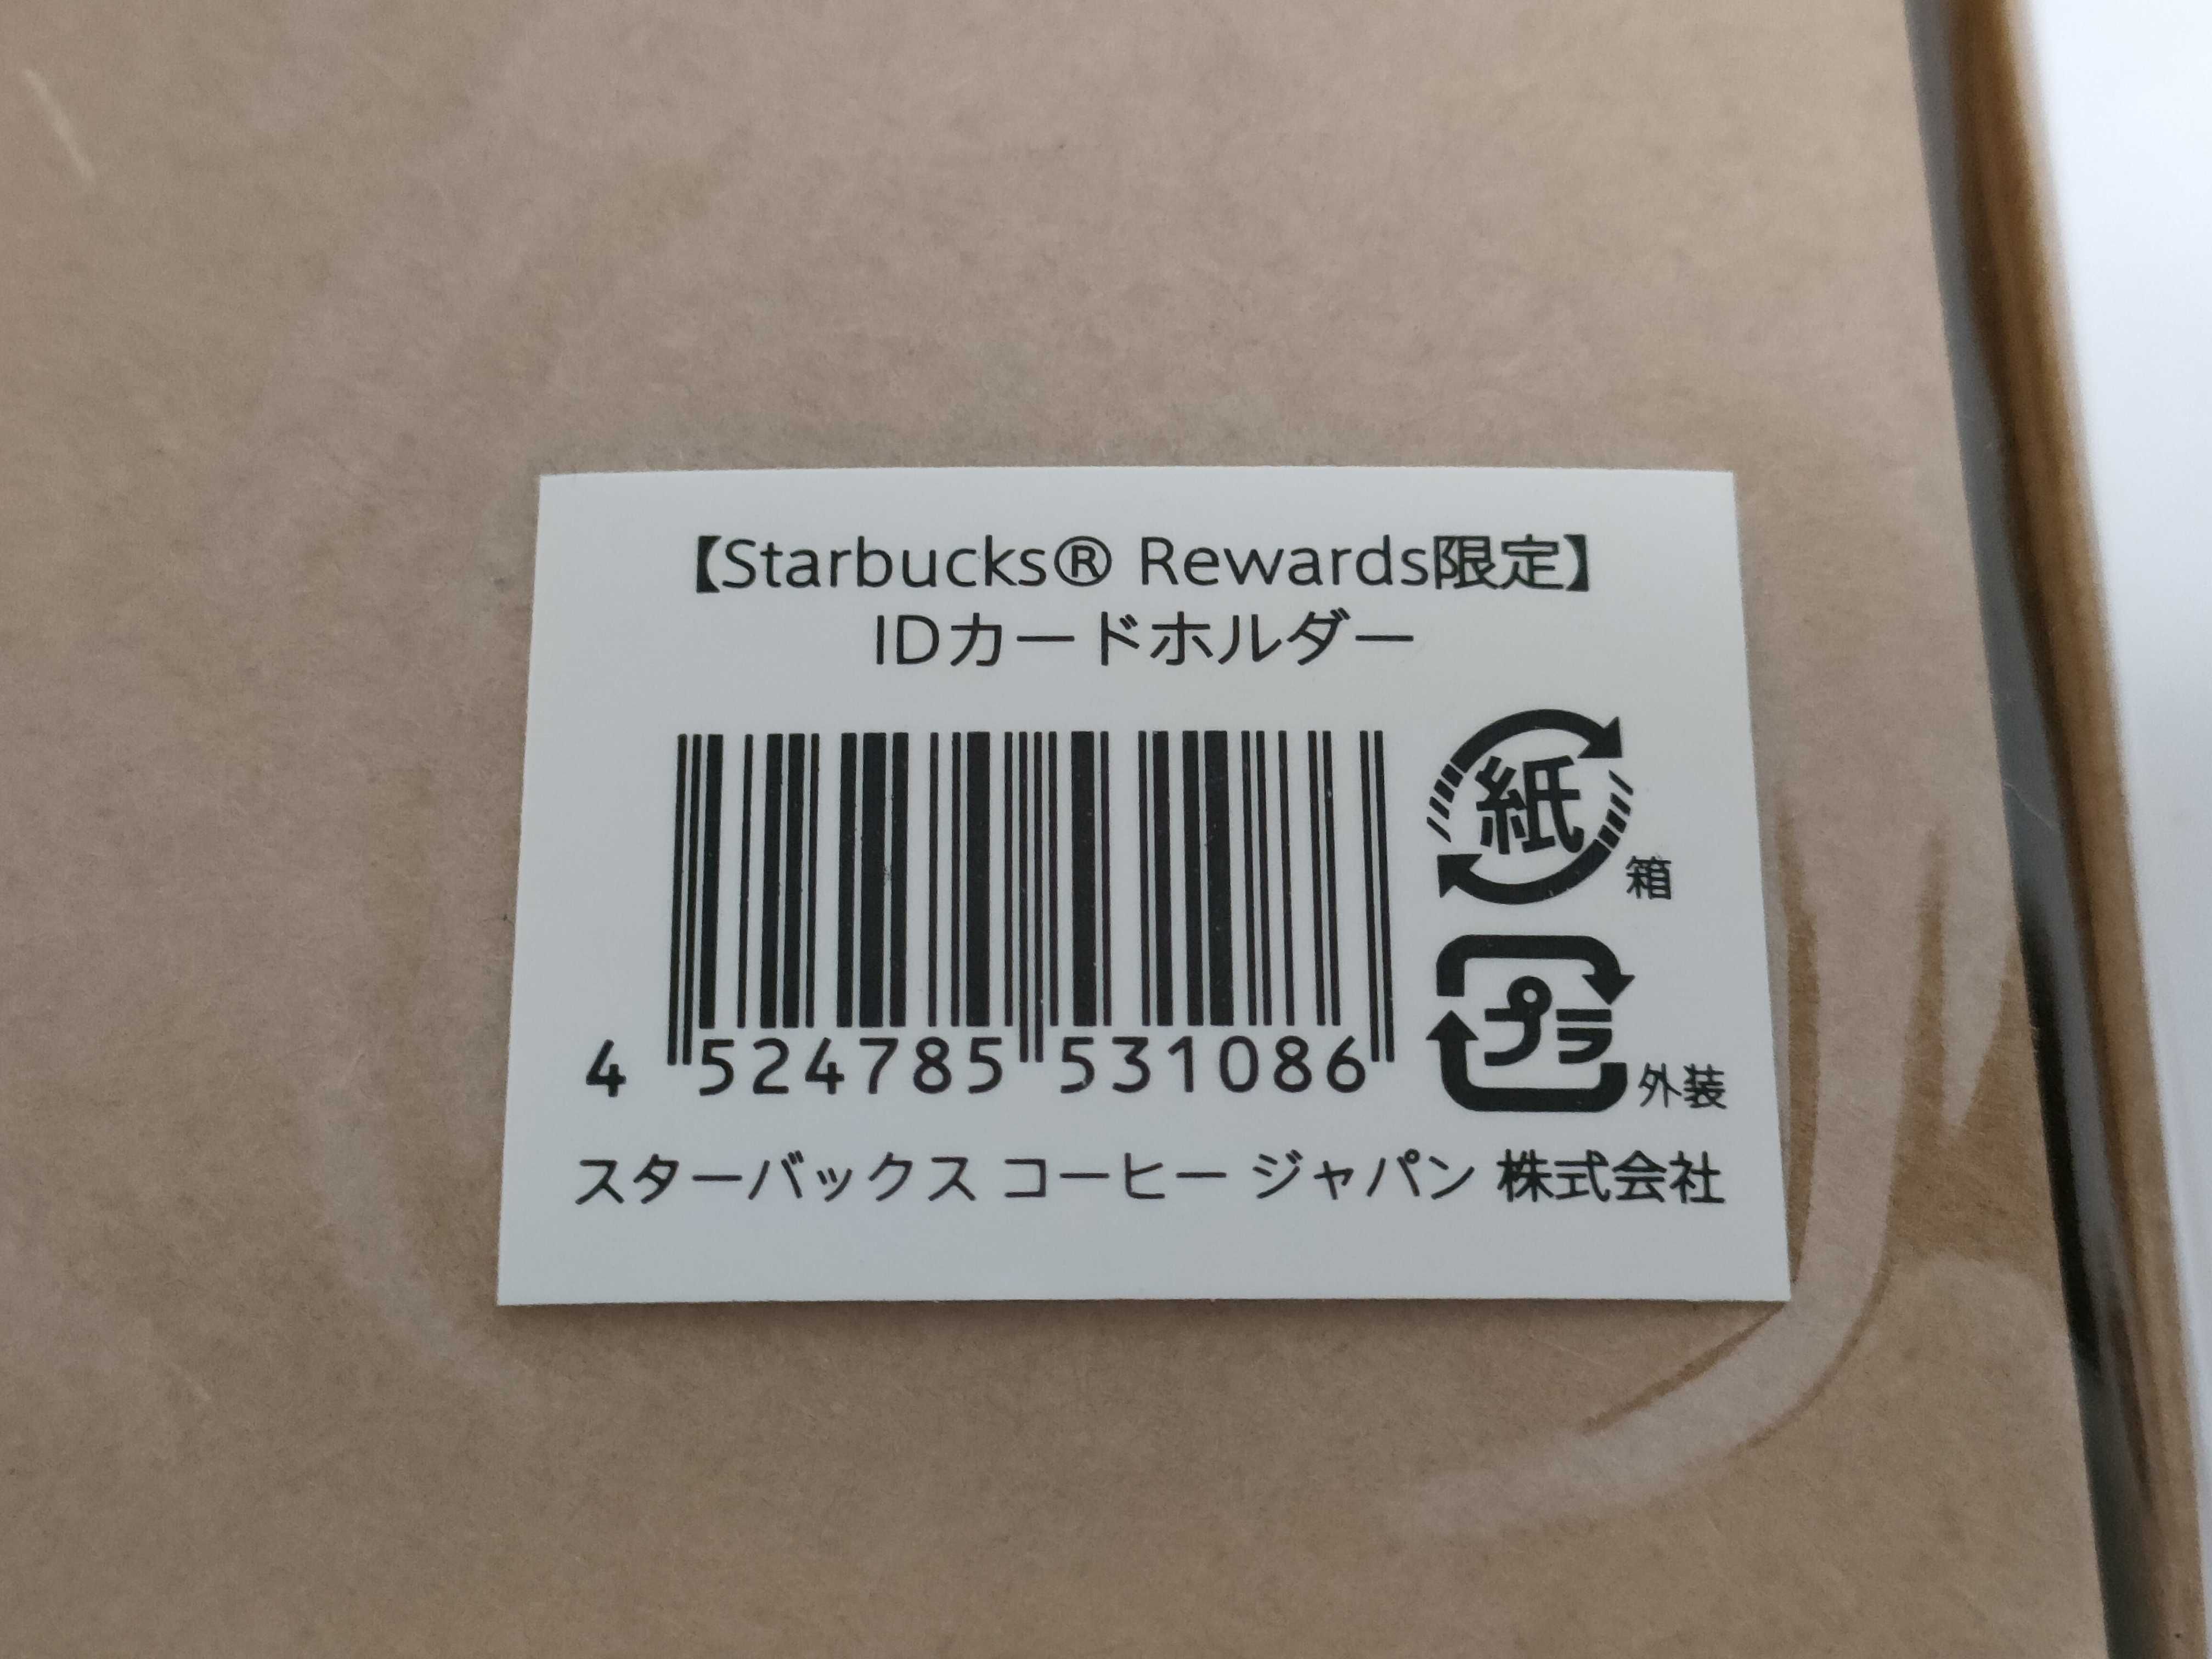 【Starbucks® Rewards限定】
IDカードホルダー
紙
箱
プラ
外装
4 524785 531086
スターバックス コーヒー ジャパン 株式会社